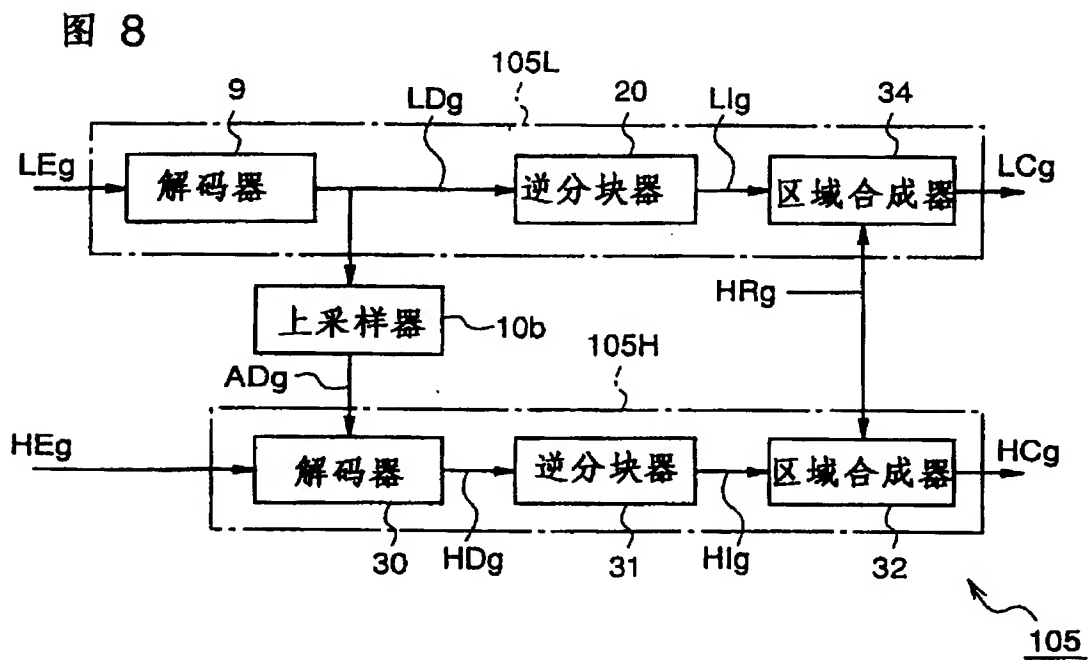 图 8
105L
9
LDg
20
LIg
34
LEg
解码器
逆分块器
区域合成器
LCg
上采样器
10b
HRg
ADg
105H
HEg
解码器
逆分块器
区域合成器
HCg
30
HDg
31
HIg
32
105